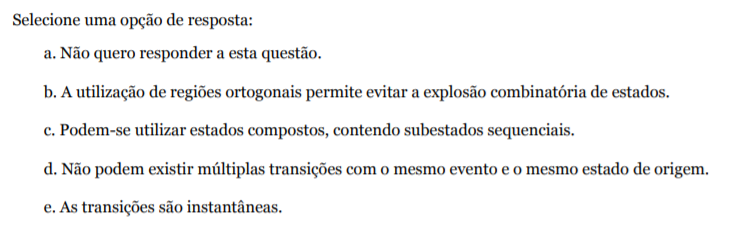 Selecione uma opção de resposta:
a. Não quero responder a esta questão.
b. A utilização de regiões ortogonais permite evitar a explosão combinatória de estados.
c. Podem-se utilizar estados compostos, contendo subestados sequenciais.
d. Não podem existir múltiplas transições com o mesmo evento e o mesmo estado de origem.
e. As transições são instantâneas.